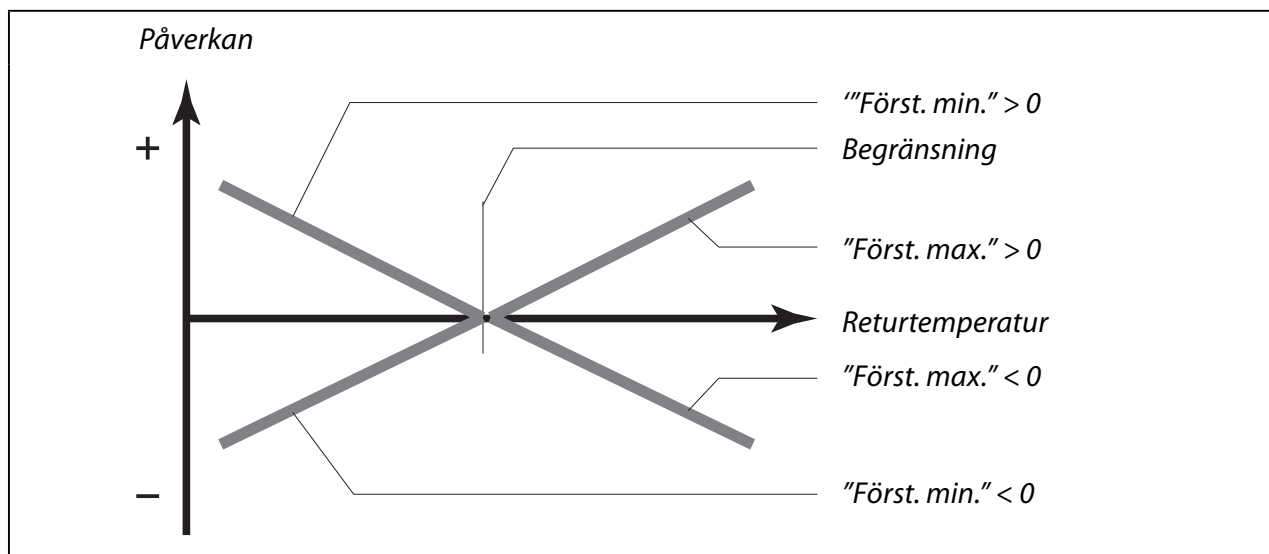 Påverkan
‘”Först. min.” > 0
+
Begränsning
”Först. max.” > 0
Returtemperatur
”Först. max.” < 0
−
”Först. min.” < 0